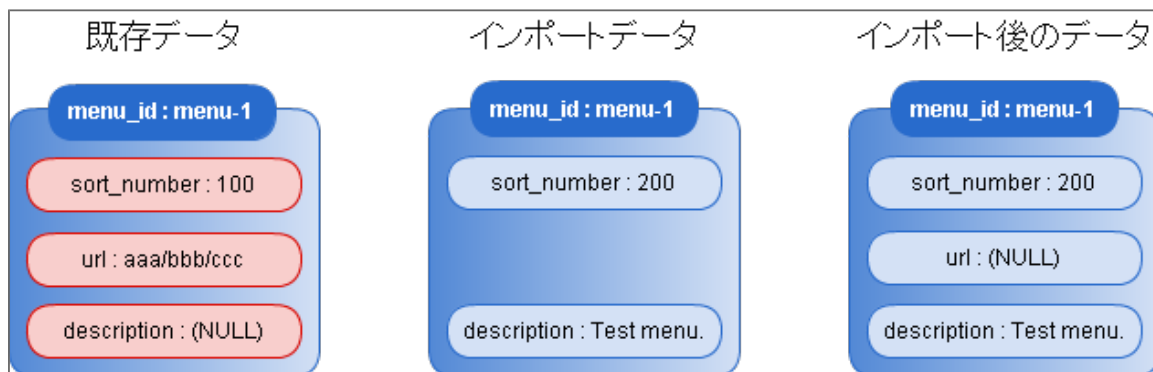 既存データ
インポートデータ
インポート後のデータ
menu_id : menu-1
menu_id : menu-1
menu_id : menu-1
sort_number : 100
sort_number : 200
sort_number : 200
url : aaa/bbb/ccc
url : (NULL)
description : (NULL)
description : Test menu.
description : Test menu.